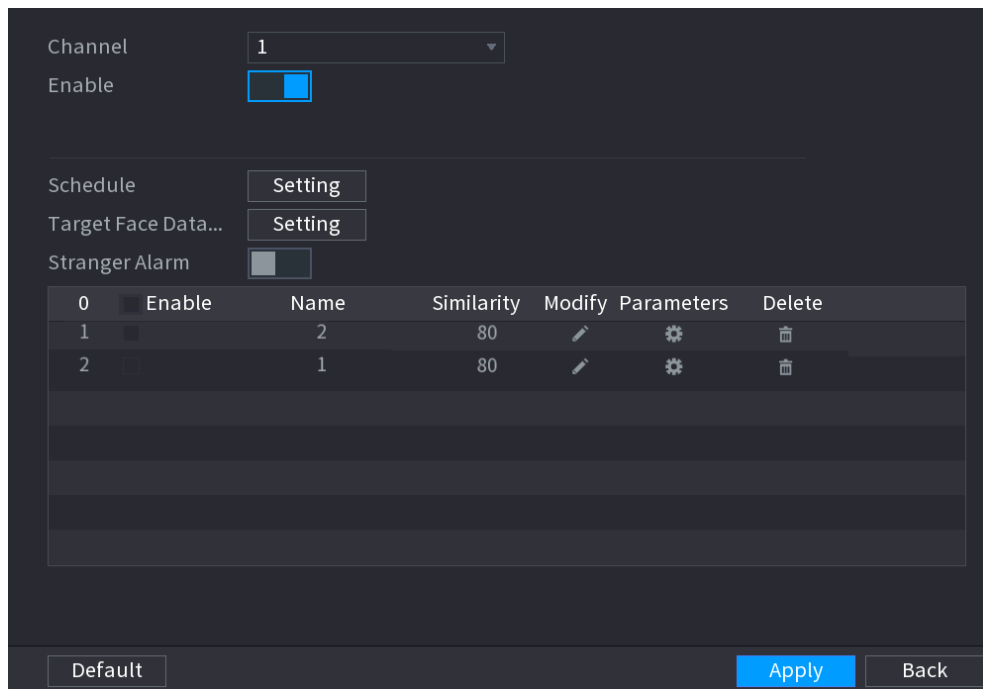 Channel 1
Enable
Schedule Setting
Target Face Data... Setting
Stranger Alarm
0 Enable Name Similarity Modify Parameters Delete
1 2 80
2 1 80
Default Apply Back